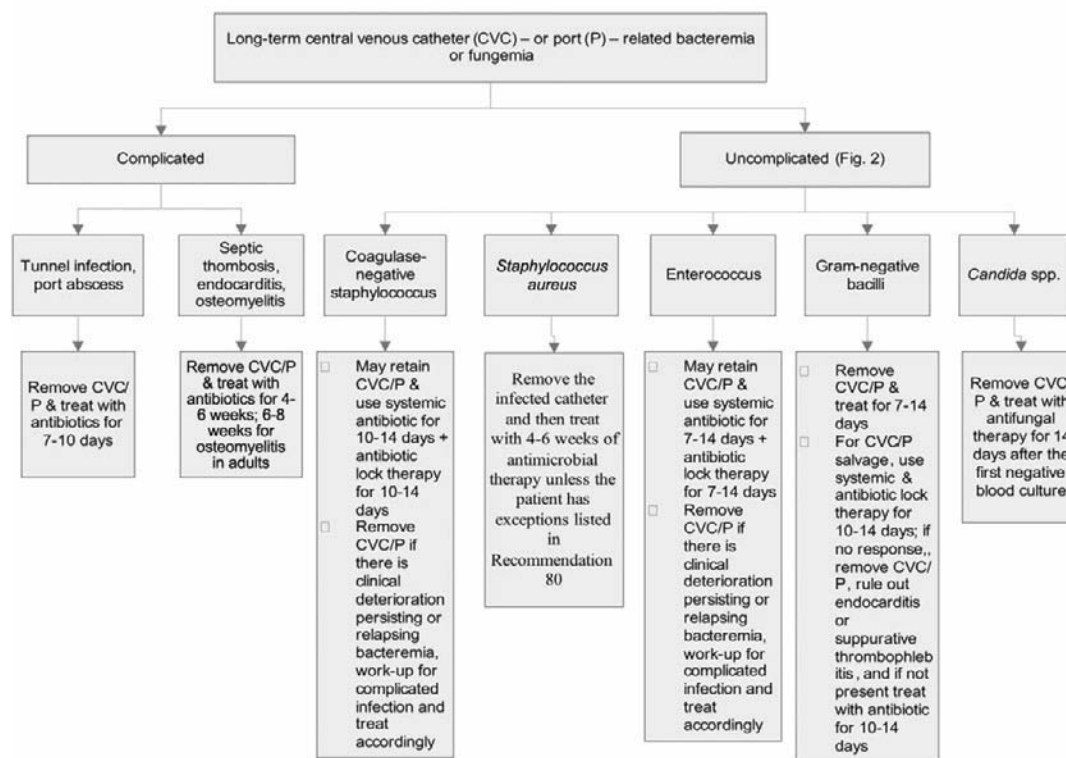 Long-term central venous catheter (CVC) – or port (P) – related bacteremia
or fungemia
Complicated
Uncomplicated (Fig. 2)
Tunnel infection,
port abscess
Septic
thombosis,
endocarditis,
osteomyelitis
Coagulase-
negative
staphylococcus
Staphylococcus
aureus
Enterococcus
Gram-negative
bacilli
Candida spp.
Remove CVC/
P & treat with
antibiotics for
7-10 days
Remove CVC/P
& treat with
antibiotics for 4-
6 weeks; 6-8
weeks for
osteomyelitis
in adults
May retain
CVC/P &
use systemic
antibiotic for
10-14 days +
antibiotic
lock therapy
for 10-14
days
Remove
CVC/P if
there is
clinical
deterioration
persisting or
relapsing
bacteremia,
work-up for
complicated
infection and
treat
accordingly
Remove the
infected catheter
and then treat
with 4-6 weeks of
antimicrobial
therapy unless the
patient has
exceptions listed
in
Recommendation
80
May retain
CVC/P &
use systemic
antibiotic for
7-14 days +
antibiotic
lock therapy
for 7-14 days
Remove
CVC/P if
there is
clinical
deterioration
persisting or
relapsing
bacteremia,
work-up for
complicated
infection and
treat
accordingly
Remove
CVC/P &
treat for 7-14
days
For CVC/P
salvage, use
systemic &
antibiotic lock
therapy for
10-14 days; if
no response,,
remove CVC/
P, rule out
endocarditis
or
suppurative
thrombophleb
itis, and if not
present treat
with antibiotic
for 10-14
days
Remove CVC/
P & treat with
antifungal
therapy for 14
days after the
first negative
blood culture